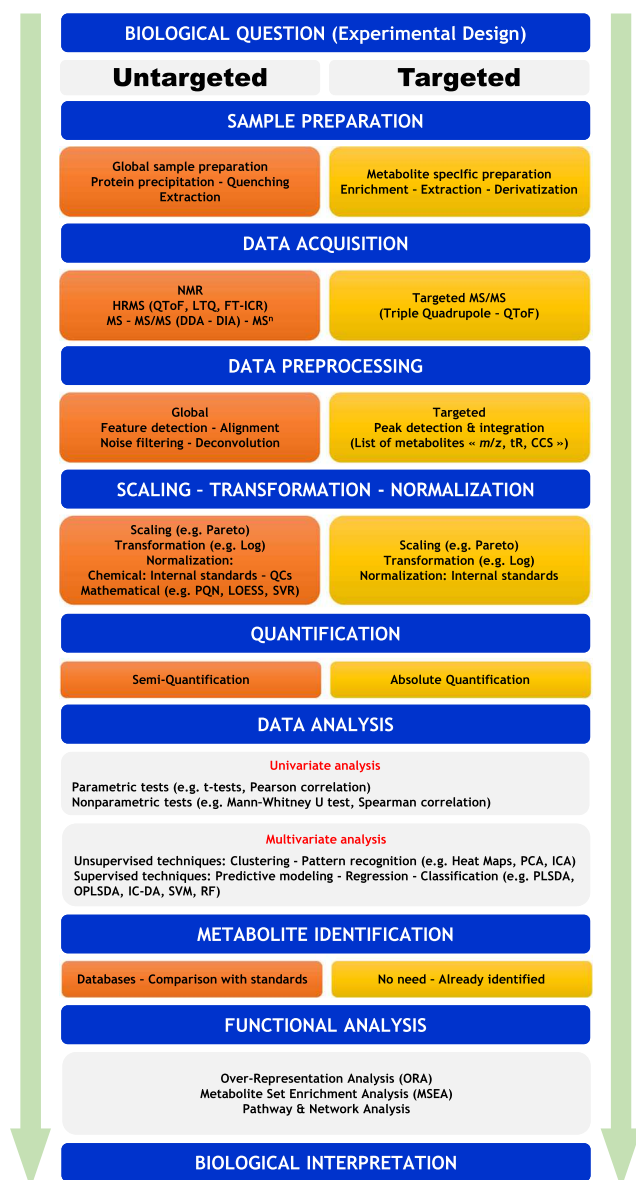 BIOLOGICAL QUESTION (Experimental Design)
Untargeted
Targeted
SAMPLE PREPARATION
Global sample preparation
Protein precipitation - Quenching
Extraction
Metabolite specific preparation
Enrichment - Extraction - Derivatization
DATA ACQUISITION
NMR
HRMS (QToF, LTQ, FT-ICR)
MS - MS/MS (DDA - DIA) - MSⁿ
Targeted MS/MS
(Triple Quadrupole - QToF)
DATA PREPROCESSING
Global
Feature detection - Alignment
Noise filtering - Deconvolution
Targeted
Peak detection & integration
(List of metabolites « m/z, tR, CCS »)
SCALING - TRANSFORMATION - NORMALIZATION
Scaling (e.g. Pareto)
Transformation (e.g. Log)
Normalization:
Chemical: Internal standards - QCs
Mathematical (e.g. PQN, LOESS, SVR)
Scaling (e.g. Pareto)
Transformation (e.g. Log)
Normalization: Internal standards
QUANTIFICATION
Semi-Quantification
Absolute Quantification
DATA ANALYSIS
Univariate analysis
Parametric tests (e.g. t-tests, Pearson correlation)
Nonparametric tests (e.g. Mann-Whitney U test, Spearman correlation)
Multivariate analysis
Unsupervised techniques: Clustering - Pattern recognition (e.g. Heat Maps, PCA, ICA)
Supervised techniques: Predictive modeling - Regression - Classification (e.g. PLSDA,
OPLSDA, IC-DA, SVM, RF)
METABOLITE IDENTIFICATION
Databases - Comparison with standards
No need - Already identified
FUNCTIONAL ANALYSIS
Over-Representation Analysis (ORA)
Metabolite Set Enrichment Analysis (MSEA)
Pathway & Network Analysis
BIOLOGICAL INTERPRETATION